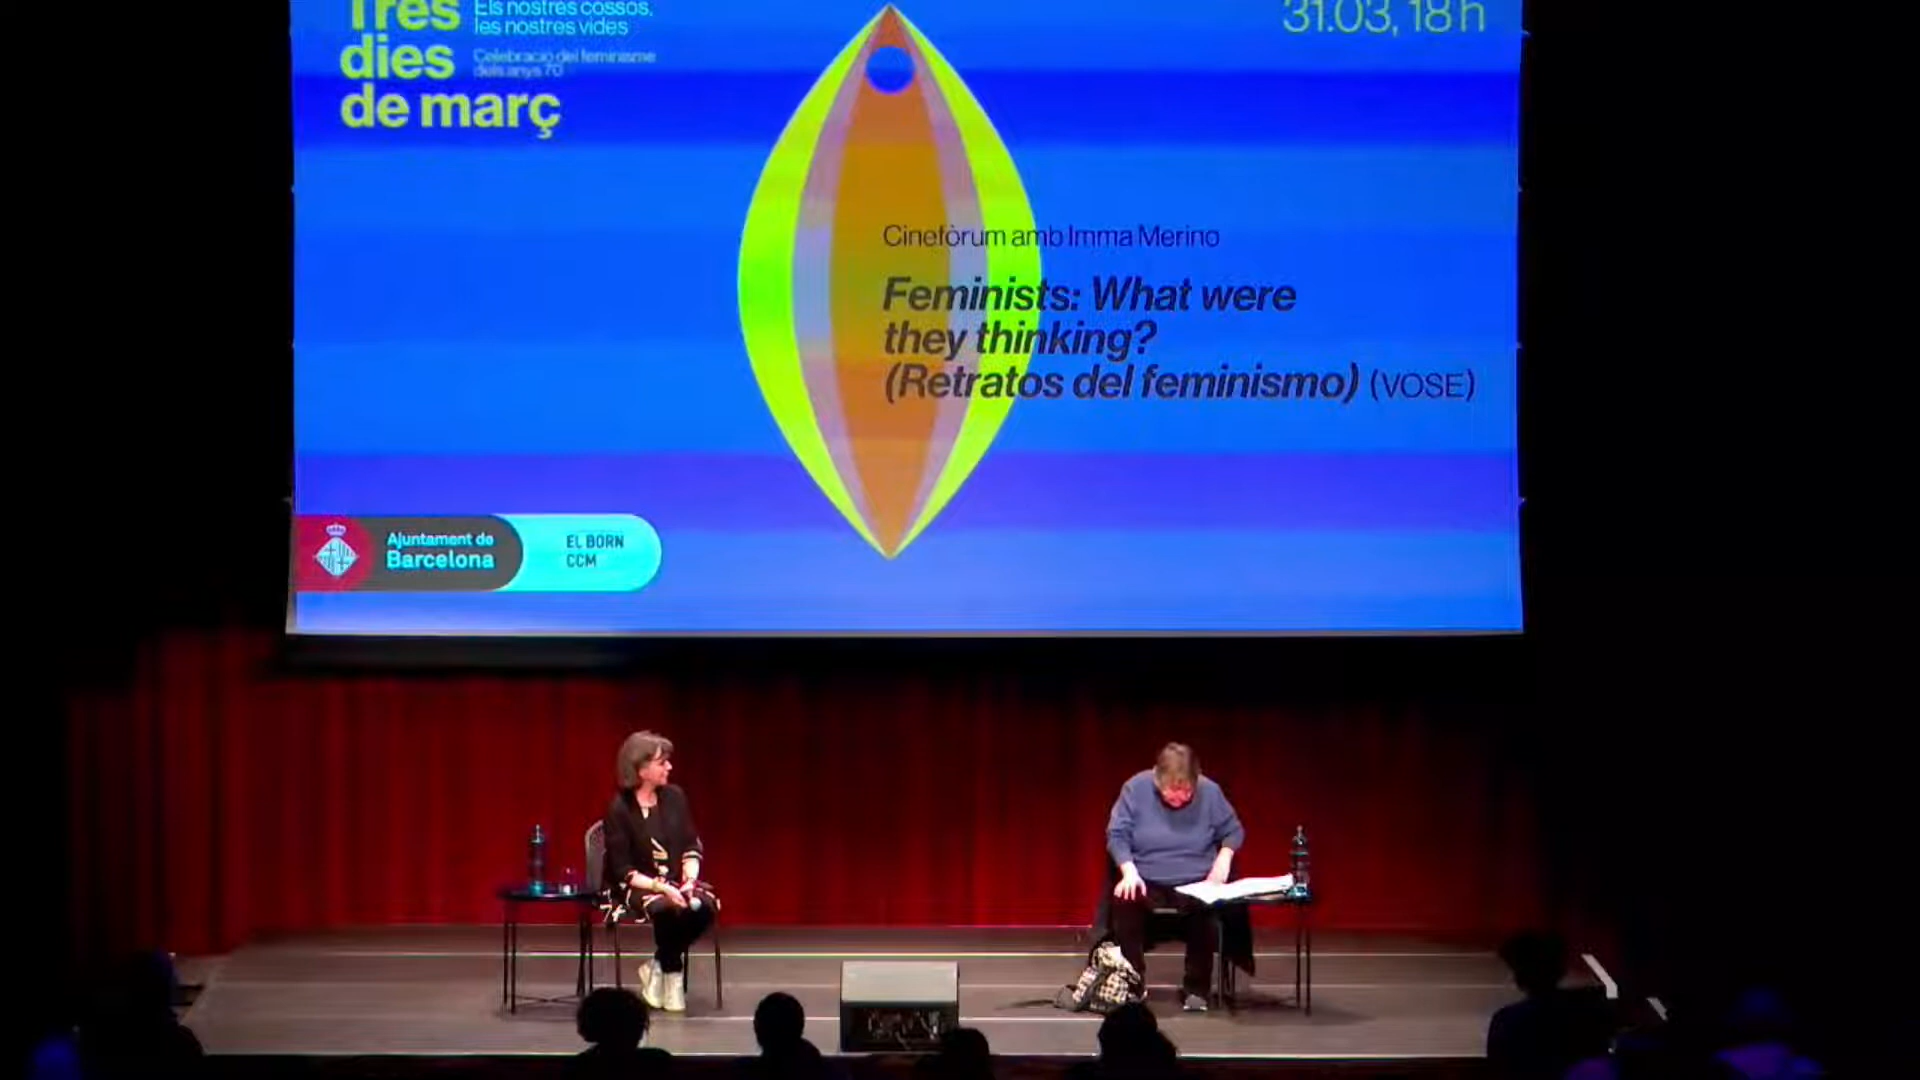 Tres
dies
de març
Els nostres cossos,
les nostres vides
Celebració del feminisme
dels anys 70
31.03, 18 h
Cinefòrum amb Imma Merino
Feminists: What were
they thinking?
(Retratos del feminismo) (VOSE)
Ajuntament de
Barcelona
EL BORN
CCM